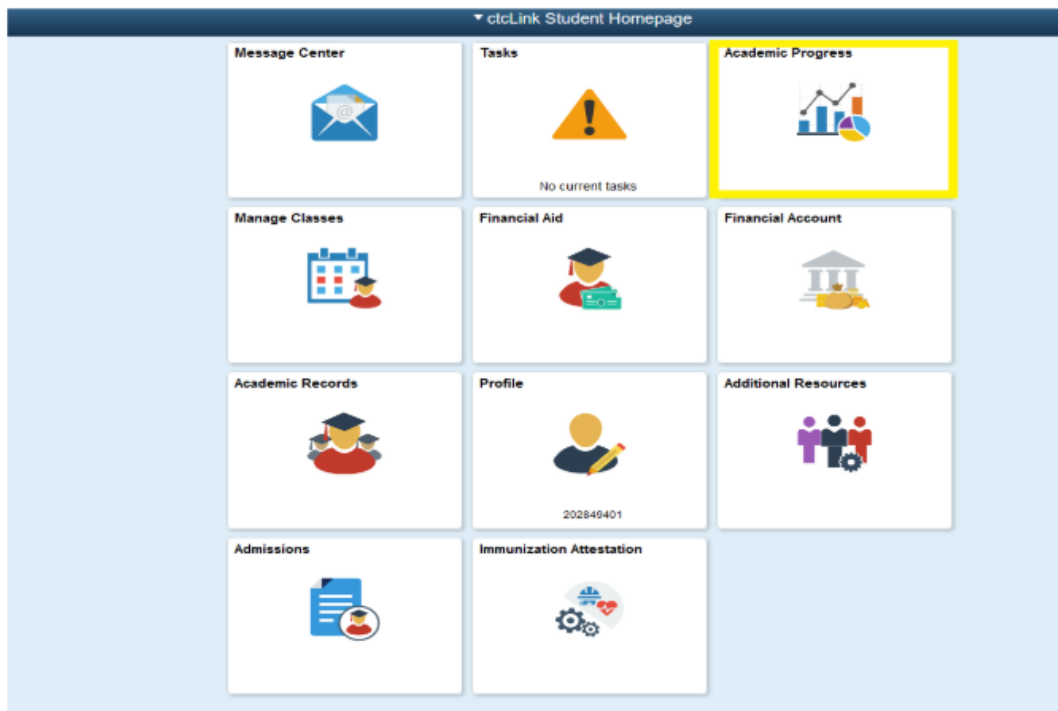 ctcLink Student Homepage
Message Center
Tasks
Academic Progress
@
No current tasks
Manage Classes
Financial Aid
Financial Account
Academic Records
Profile
Additional Resources
202849401
Admissions
Immunization Attestation